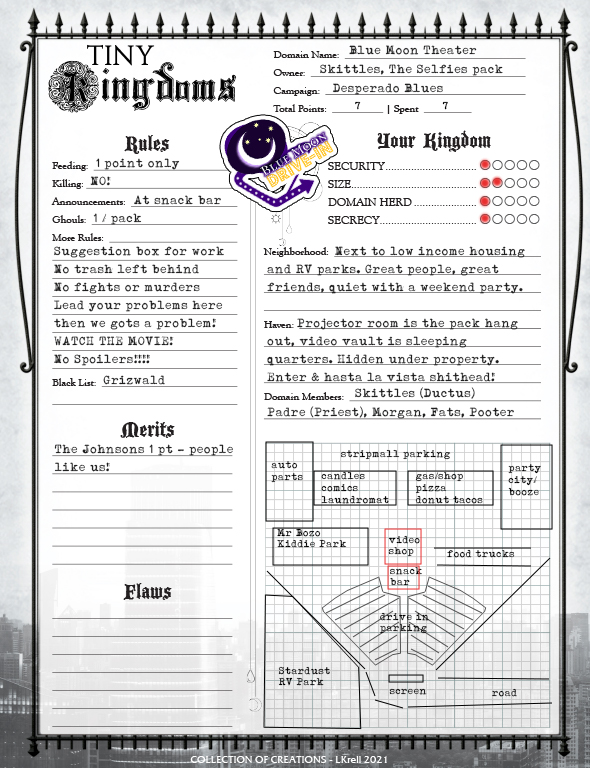 TINY
Kingdoms
Domain Name: Blue Moon Theater
Owner: Skittles, The Selfies pack
Campaign: Desperado Blues
Total Points: 7 | Spent 7
BLUE MOON
DRIVE-IN
Rules
Feeding: 1 point only
Killing: NO!
Announcements: At snack bar
Ghouls: 1 / pack
More Rules:
Suggestion box for work
No trash left behind
No fights or murders
Lead your problems here
then we gots a problem!
WATCH THE MOVIE!
No Spoilers!!!!
Black List: Grizwald
Merits
The Johnsons 1 pt - people
like us!
Flaws
Your Kingdom
SECURITY
SIZE
DOMAIN HERD
SECRECY
Neighborhood: Next to low income housing
and RV parks. Great people, great
friends, quiet with a weekend party.
Haven: Projector room is the pack hang
out, video vault is sleeping
quarters. Hidden under property.
Enter & hasta la vista shithead!
Domain Members: Skittles (Ductus)
Padre (Priest), Morgan, Fats, Pooter
stripmall parking
auto
parts
candles
comics
laundromat
gas/shop
pizza
donut tacos
party
city/
booze
Mr Bozo
Kiddie Park
video
shop
food trucks
snack
bar
drive in
parking
Stardust
RV Park
screen
road
COLLECTION OF CREATIONS - LKrell 2021